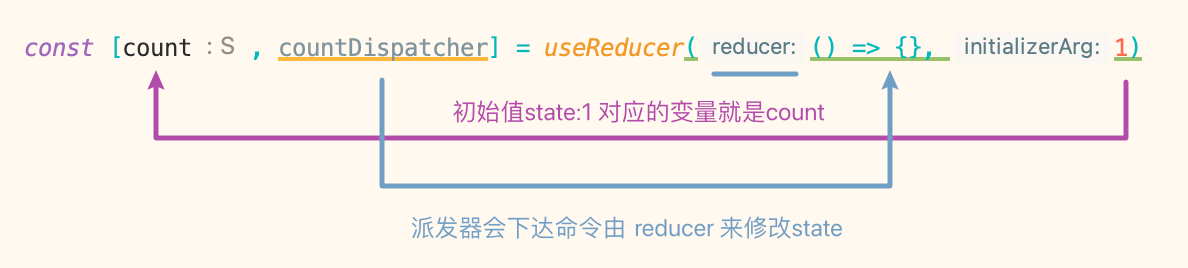 const [count : S , countDispatcher] = useReducer( reducer: () => {}, initializerArg: 1)
初始值state:1 对应的变量就是count
派发器会下达命令由 reducer 来修改state